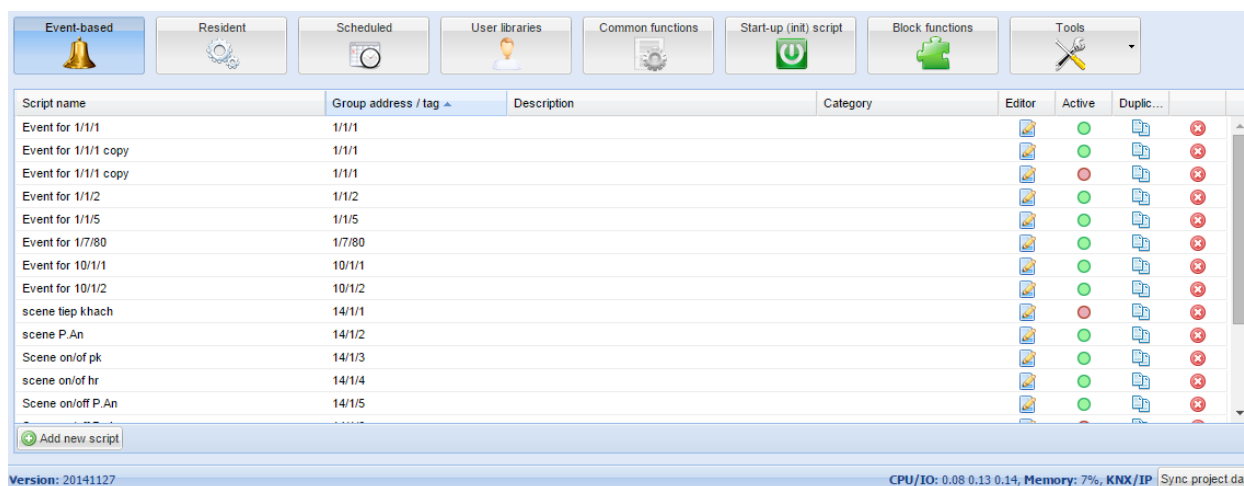 Event-based Resident Scheduled User libraries Common functions Start-up (init) script Block functions Tools
Script name Group address / tag Description Category Editor Active Duplic...
Event for 1/1/1 1/1/1
Event for 1/1/1 copy 1/1/1
Event for 1/1/1 copy 1/1/1
Event for 1/1/2 1/1/2
Event for 1/1/5 1/1/5
Event for 1/7/80 1/7/80
Event for 10/1/1 10/1/1
Event for 10/1/2 10/1/2
scene tiep khach 14/1/1
scene P.An 14/1/2
Scene on/of pk 14/1/3
scene on/of hr 14/1/4
Scene on/off P.An 14/1/5
Add new script
Version: 20141127 CPU/IO: 0.08 0.13 0.14, Memory: 7%, KNX/IP Sync project da